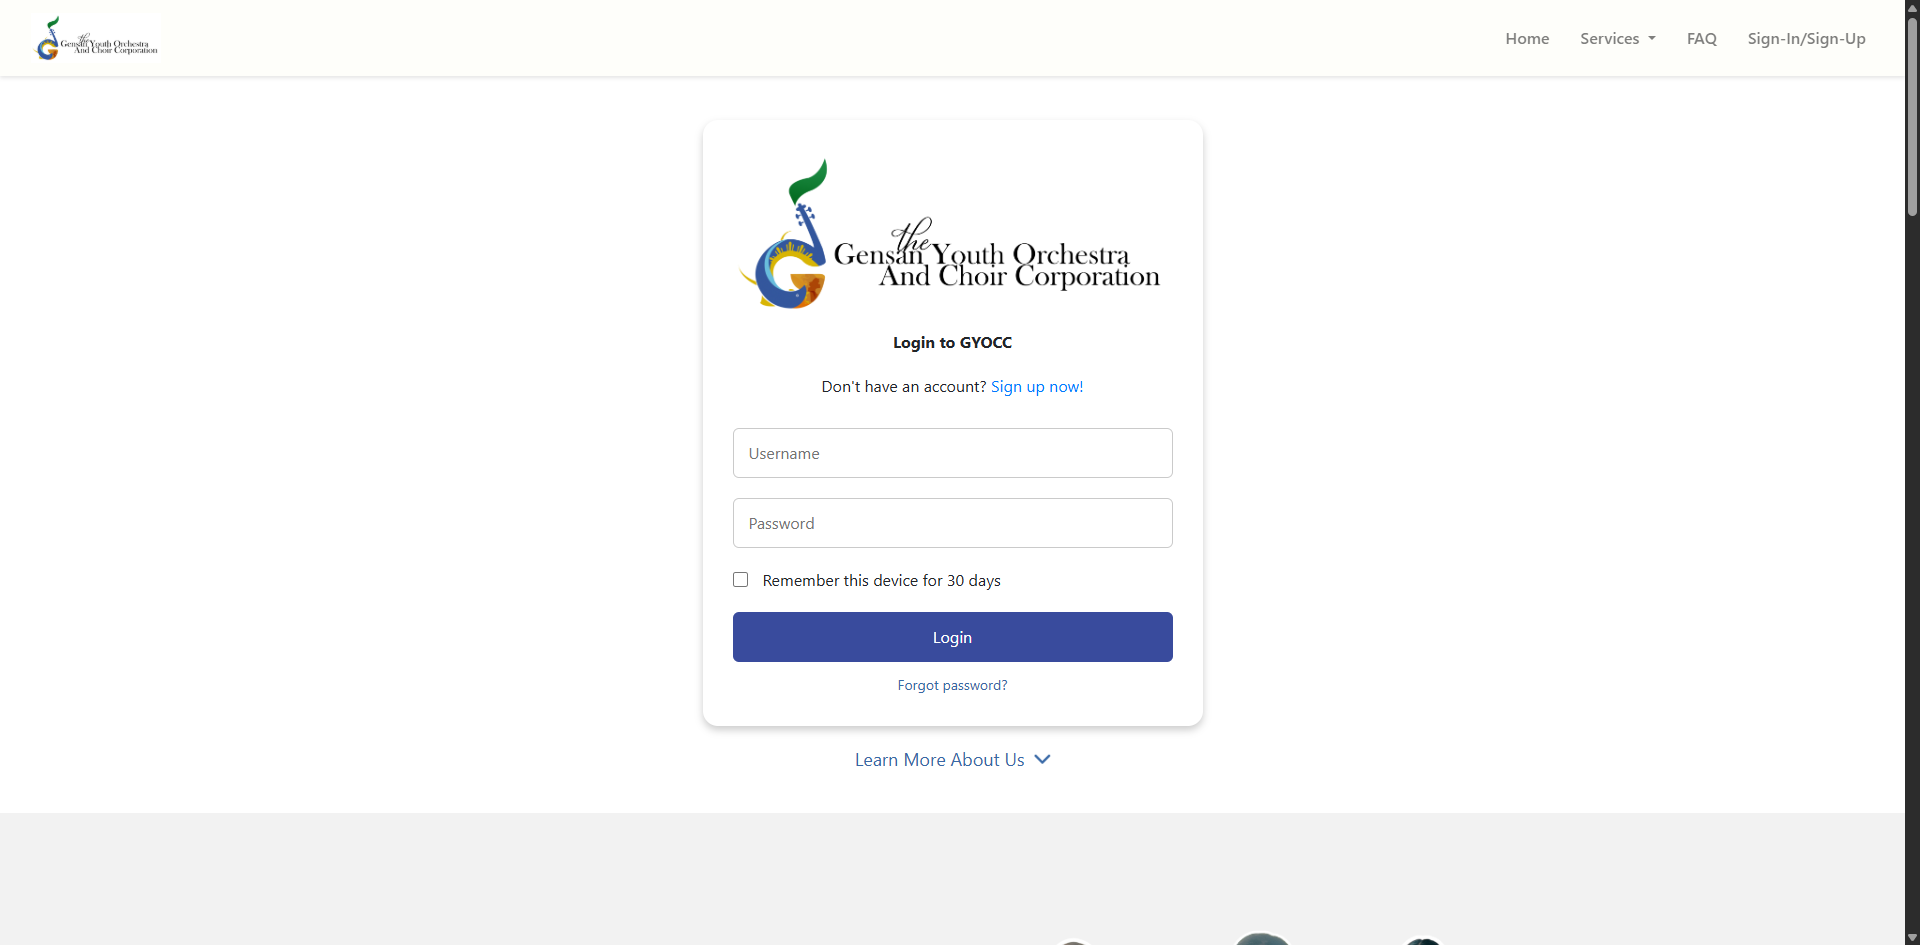 the
Gensan Youth Orchestra
And Choir Corporation
Home
Services
FAQ
Sign-In/Sign-Up
the
Gensan Youth Orchestra
And Choir Corporation
Login to GYOCC
Don't have an account? Sign up now!
Username
Password
Remember this device for 30 days
Login
Forgot password?
Learn More About Us